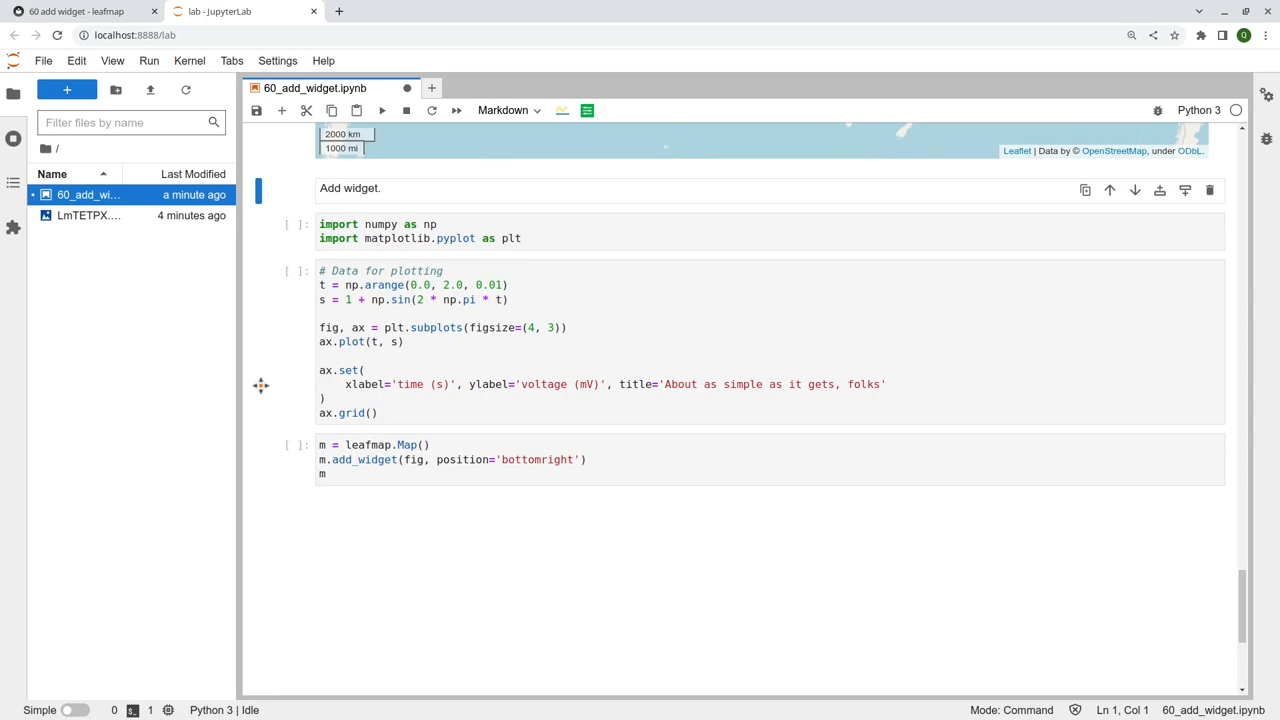 60 add widget - leafmap
lab - JupyterLab
localhost:8888/lab
Q
File Edit View Run Kernel Tabs Settings Help
+
60_add_widget.ipynb
Markdown
Python 3
Filter files by name
/
Name Last Modified
60_add_wi... a minute ago
LmTETPX.... 4 minutes ago
2000 km
1000 mi
Leaflet | Data by © OpenStreetMap, under ODbL.
Add widget.
[ ]: import numpy as np
import matplotlib.pyplot as plt
[ ]: # Data for plotting
t = np.arange(0.0, 2.0, 0.01)
s = 1 + np.sin(2 * np.pi * t)
fig, ax = plt.subplots(figsize=(4, 3))
ax.plot(t, s)
ax.set(
xlabel='time (s)', ylabel='voltage (mV)', title='About as simple as it gets, folks'
)
ax.grid()
[ ]: m = leafmap.Map()
m.add_widget(fig, position='bottomright')
m
Simple 0 1 Python 3 | Idle Mode: Command Ln 1, Col 1 60_add_widget.ipynb